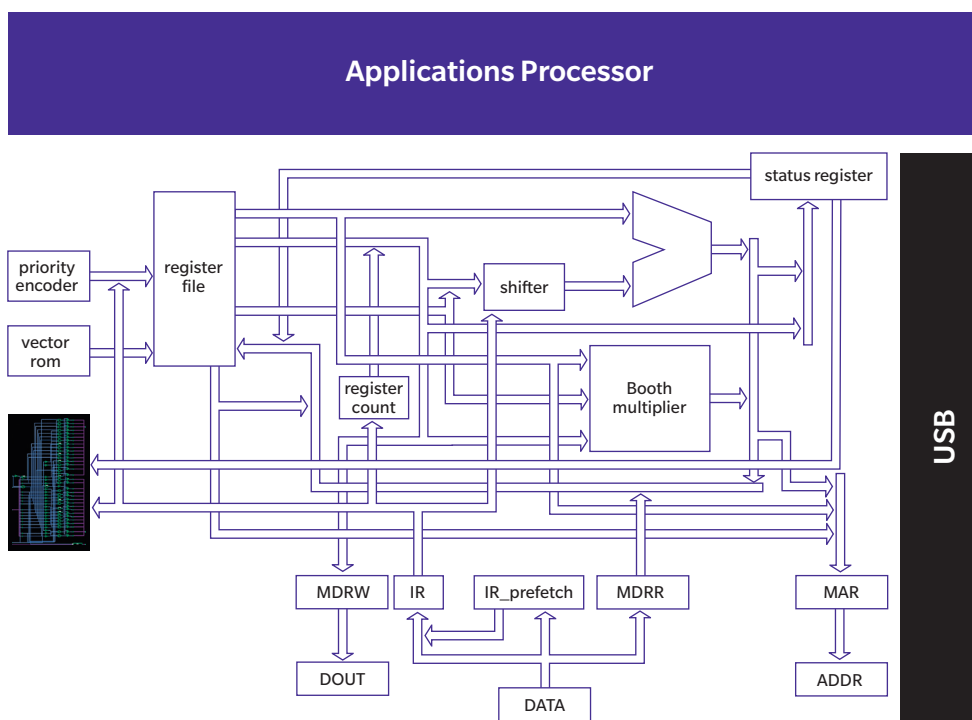 Applications Processor
status register
priority
encoder
register
file
shifter
vector
rom
register
count
Booth
multiplier
USB
MDRW
IR
IR_prefetch
MDRR
MAR
DOUT
DATA
ADDR